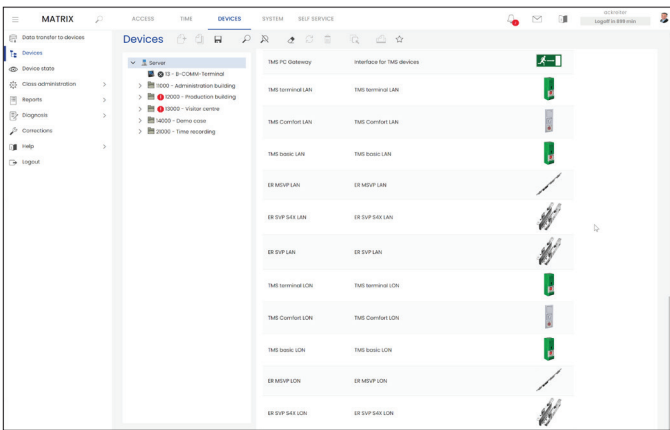 MATRIX
ACCESS TIME DEVICES SYSTEM SELF SERVICE
Logoff in 899 min
Data transfer to devices
Devices
Device state
Class administration
Reports
Diagnosis
Corrections
Help
Logout
Devices
Server
13 - B-COMM-Terminal
11000 - Administration building
12000 - Production building
13000 - Visitor centre
14000 - Demo case
21000 - Time recording
TMS PC Gateway Interface for TMS devices
TMS terminal LAN TMS terminal LAN
TMS Comfort LAN TMS Comfort LAN
TMS basic LAN TMS basic LAN
ER MSVP LAN ER MSVP LAN
ER SVP S4X LAN ER SVP S4X LAN
ER SVP LAN ER SVP LAN
TMS terminal LON TMS terminal LON
TMS Comfort LON TMS Comfort LON
TMS basic LON TMS basic LON
ER MSVP LON ER MSVP LON
ER SVP S4X LON ER SVP S4X LON